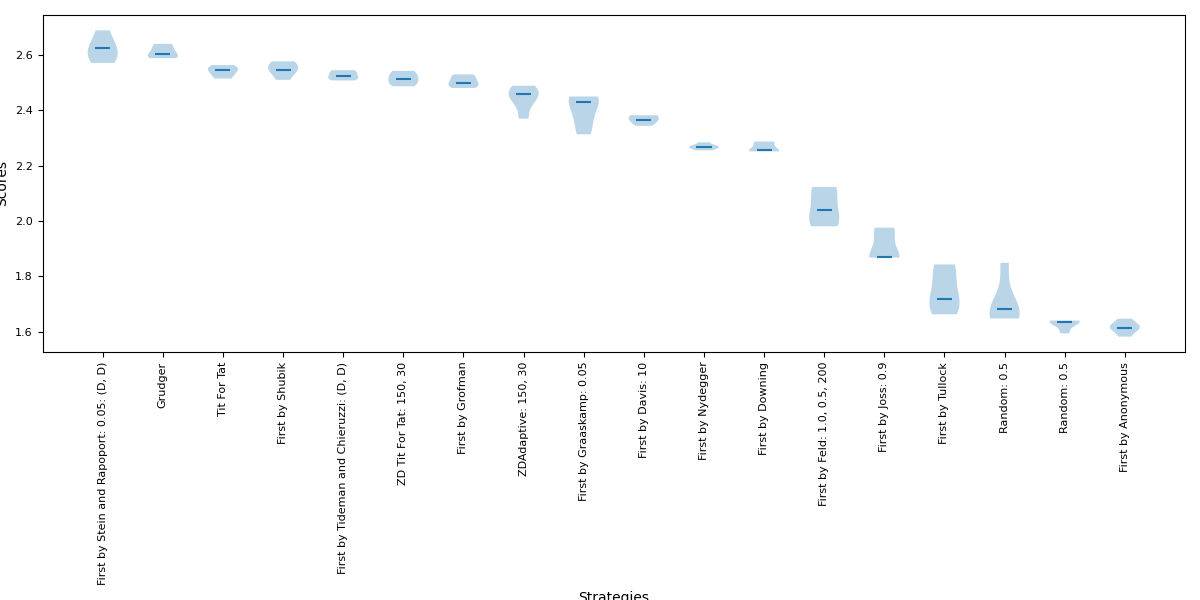 2.6
2.4
2.2
2.0
1.8
1.6
Scores
First by Stein and Rapoport: 0.05: (D, D)
Grudger
Tit For Tat
First by Shubik
First by Tideman and Chieruzzi: (D, D)
ZD Tit For Tat: 150, 30
First by Grofman
ZDAdaptive: 150, 30
First by Graaskamp: 0.05
First by Davis: 10
First by Nydegger
First by Downing
First by Feld: 1.0, 0.5, 200
First by Joss: 0.9
First by Tullock
Random: 0.5
Random: 0.5
First by Anonymous
Strategies